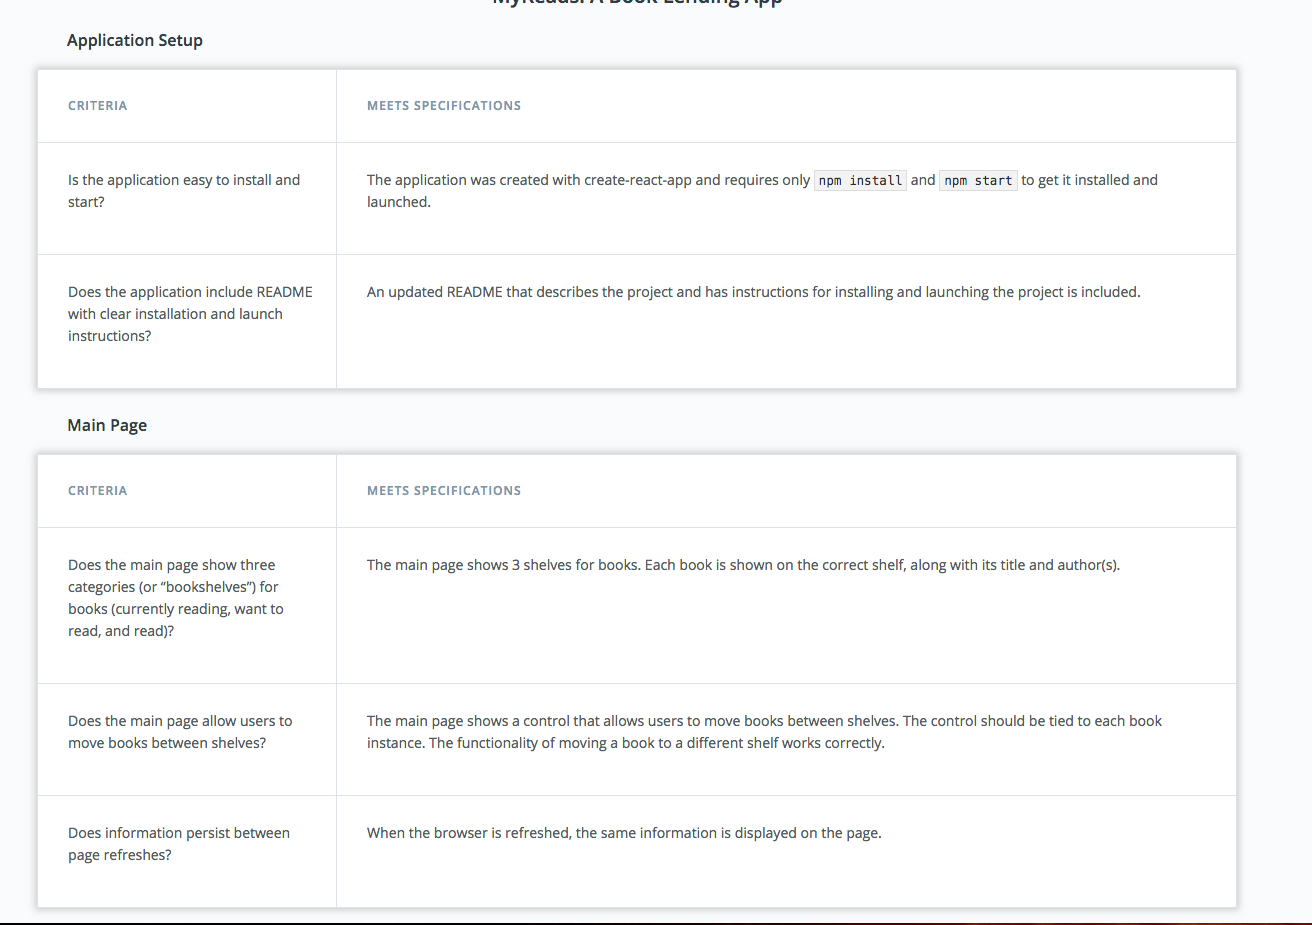 MyReads: A Book Lending App
Application Setup
CRITERIA
MEETS SPECIFICATIONS
Is the application easy to install and
start?
The application was created with create-react-app and requires only npm install and npm start to get it installed and
launched.
Does the application include README
with clear installation and launch
instructions?
An updated README that describes the project and has instructions for installing and launching the project is included.
Main Page
CRITERIA
MEETS SPECIFICATIONS
Does the main page show three
categories (or “bookshelves”) for
books (currently reading, want to
read, and read)?
The main page shows 3 shelves for books. Each book is shown on the correct shelf, along with its title and author(s).
Does the main page allow users to
move books between shelves?
The main page shows a control that allows users to move books between shelves. The control should be tied to each book
instance. The functionality of moving a book to a different shelf works correctly.
Does information persist between
page refreshes?
When the browser is refreshed, the same information is displayed on the page.